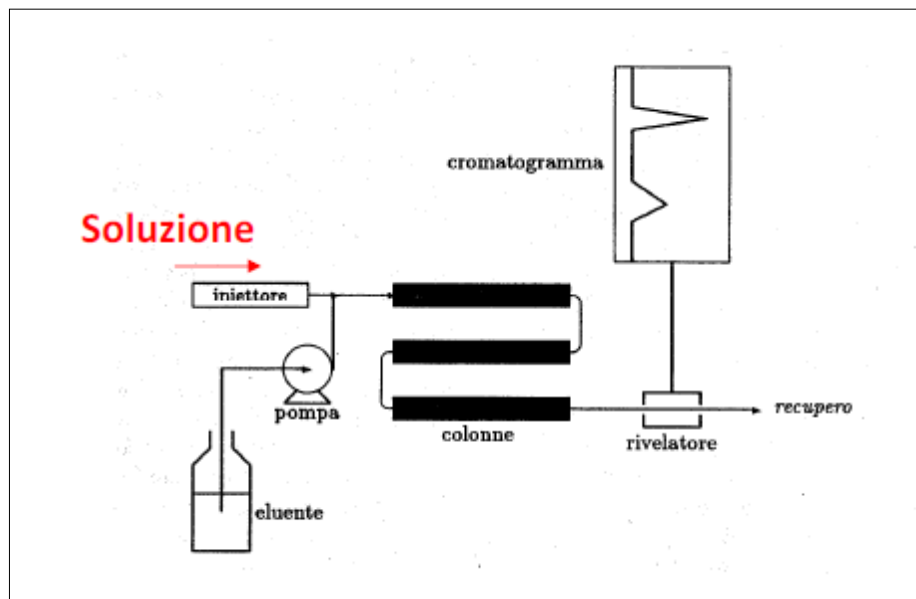 cromatogramma
Soluzione
iniettore
pompa
colonne
rivelatore
recupero
eluente